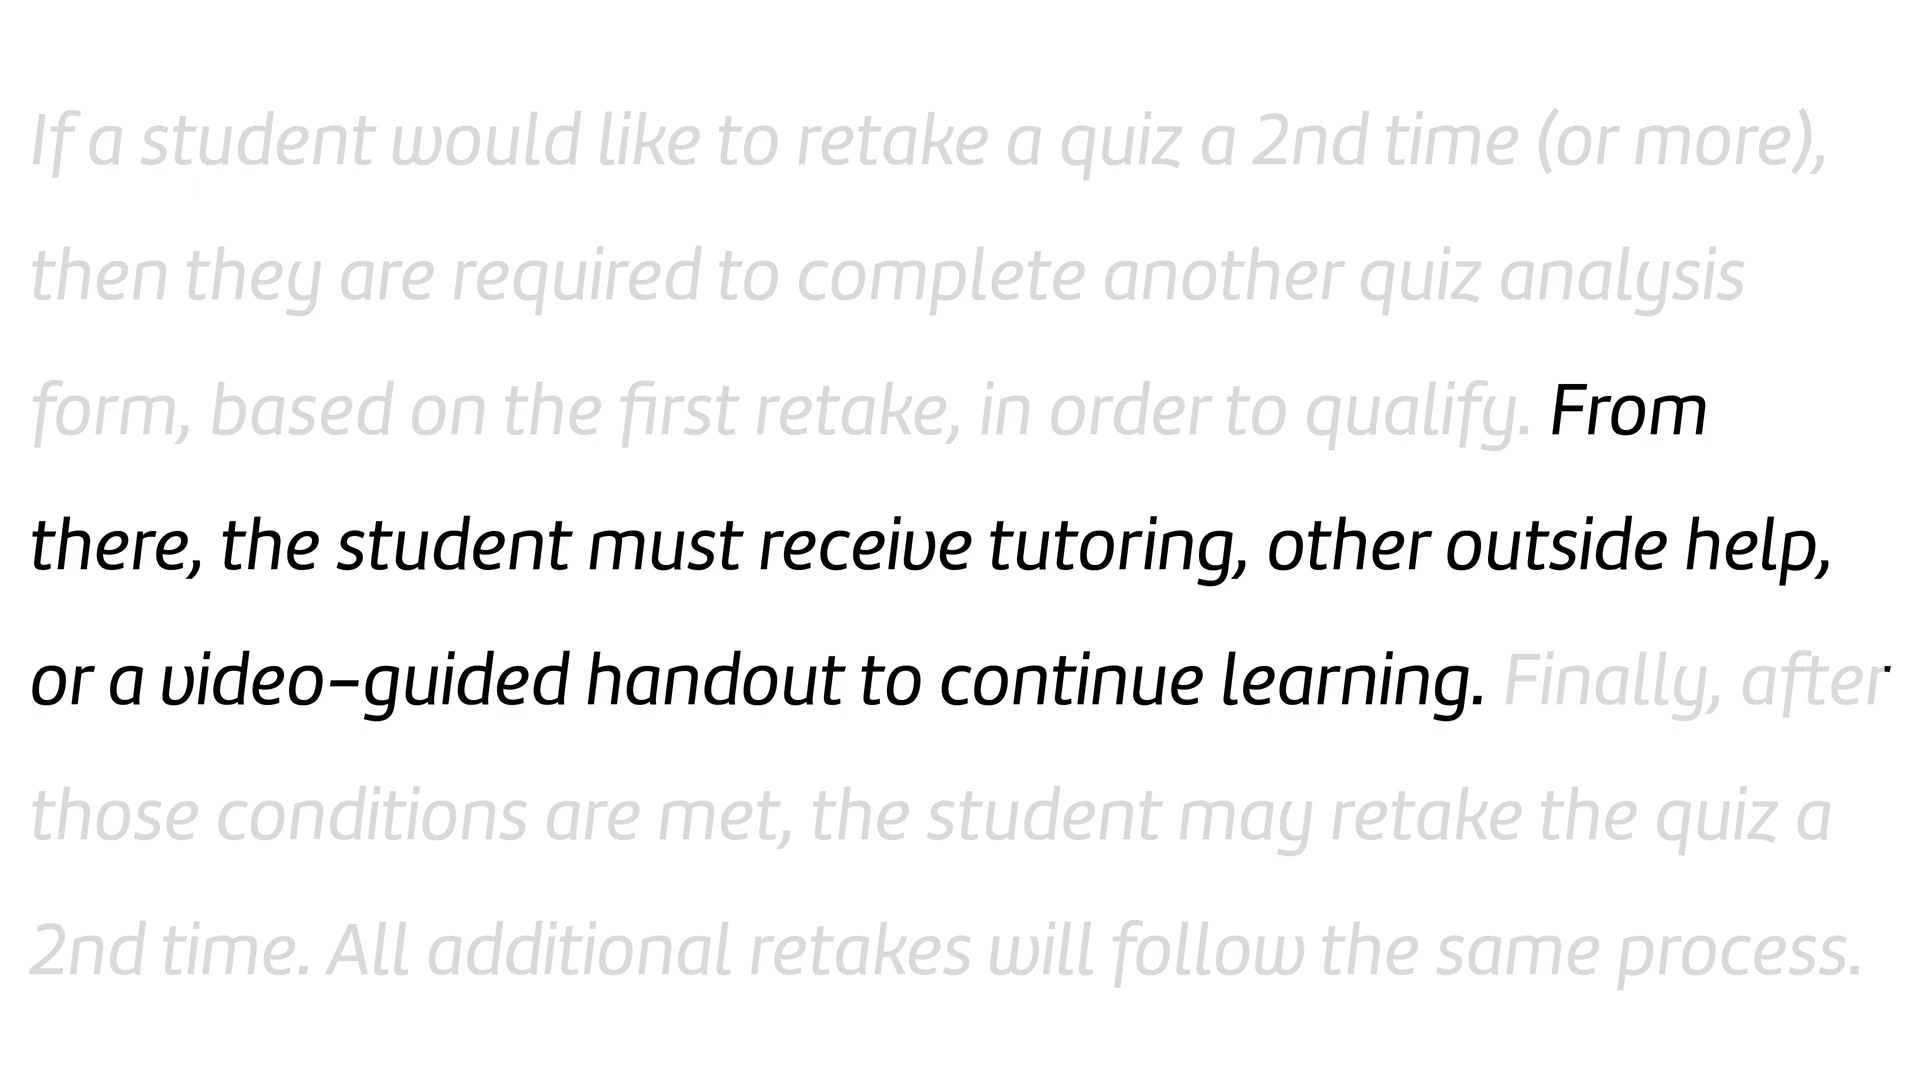 If a student would like to retake a quiz a 2nd time (or more),
then they are required to complete another quiz analysis
form, based on the first retake, in order to qualify. From
there, the student must receive tutoring, other outside help,
or a video-guided handout to continue learning. Finally, after
those conditions are met, the student may retake the quiz a
2nd time. All additional retakes will follow the same process.